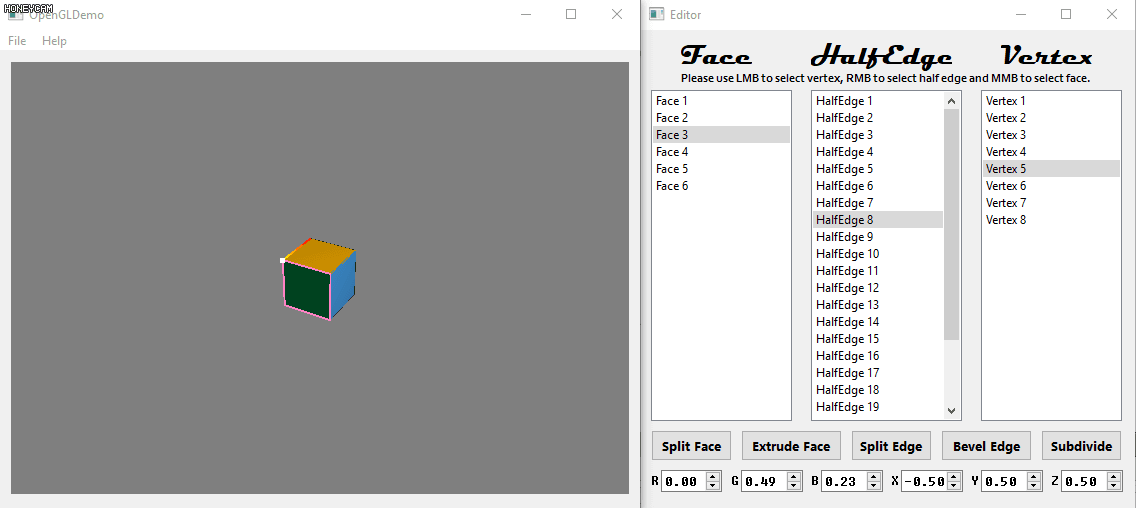 HONEYCAM
OpenGLDemo
File Help
Editor
Face HalfEdge Vertex
Please use LMB to select vertex, RMB to select half edge and MMB to select face.
Face 1
Face 2
Face 3
Face 4
Face 5
Face 6
HalfEdge 1
HalfEdge 2
HalfEdge 3
HalfEdge 4
HalfEdge 5
HalfEdge 6
HalfEdge 7
HalfEdge 8
HalfEdge 9
HalfEdge 10
HalfEdge 11
HalfEdge 12
HalfEdge 13
HalfEdge 14
HalfEdge 15
HalfEdge 16
HalfEdge 17
HalfEdge 18
HalfEdge 19
Vertex 1
Vertex 2
Vertex 3
Vertex 4
Vertex 5
Vertex 6
Vertex 7
Vertex 8
Split Face Extrude Face Split Edge Bevel Edge Subdivide
R 0.00 G 0.49 B 0.23 X -0.50 Y 0.50 Z 0.50